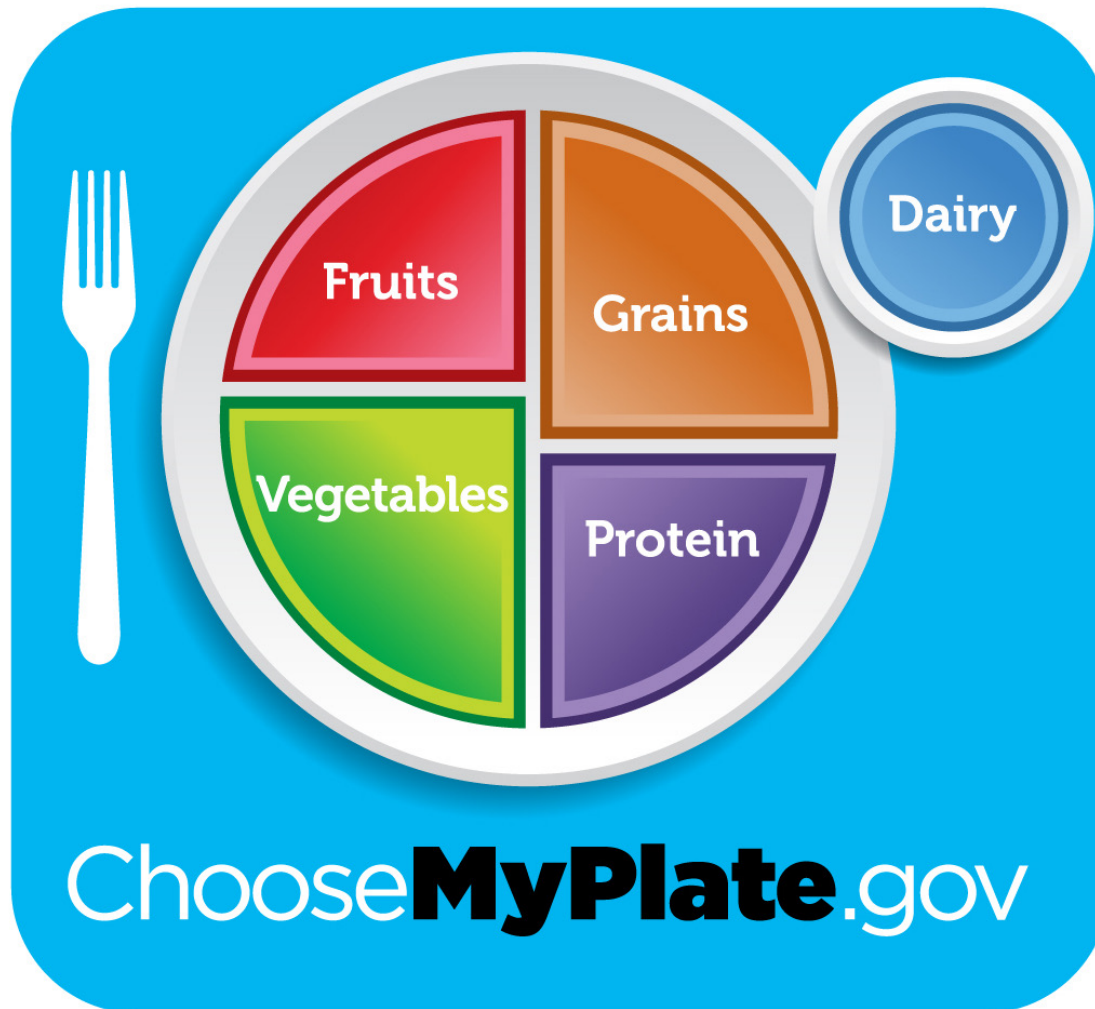 Fruits
Grains
Dairy
Vegetables
Protein
ChooseMyPlate.gov